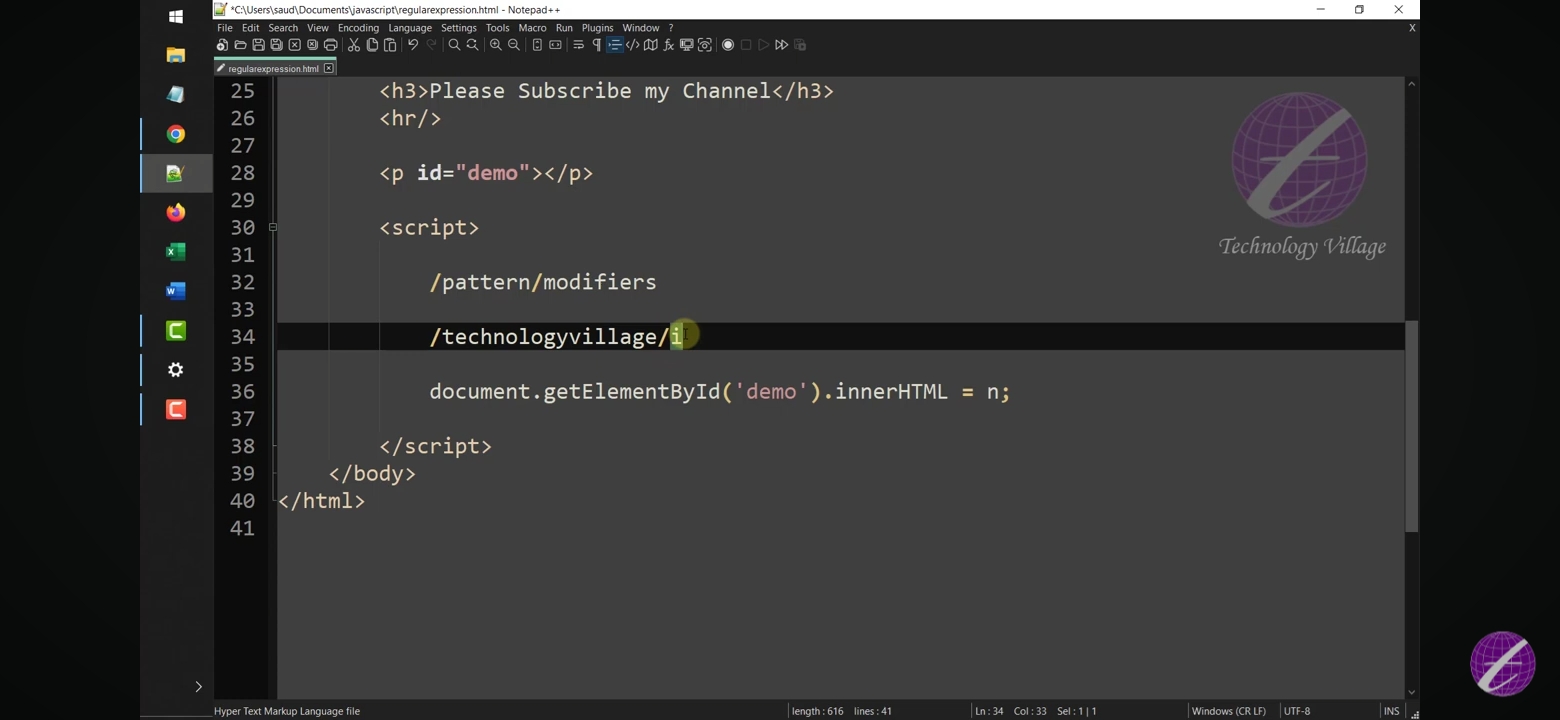 *C:\Users\saud\Documents\javascript\regularexpression.html - Notepad++
File Edit Search View Encoding Language Settings Tools Macro Run Plugins Window ? X
regularexpression.html
25 <h3>Please Subscribe my Channel</h3>
26 <hr/>
27
28 <p id="demo"></p>
29
30 <script>
31
32 /pattern/modifiers
33
34 /technologyvillage/i
35
36 document.getElementById('demo').innerHTML = n;
37
38 </script>
39 </body>
40 </html>
41
Technology Village
Hyper Text Markup Language file length : 616 lines : 41 Ln : 34 Col : 33 Sel : 1 | 1 Windows (CR LF) UTF-8 INS